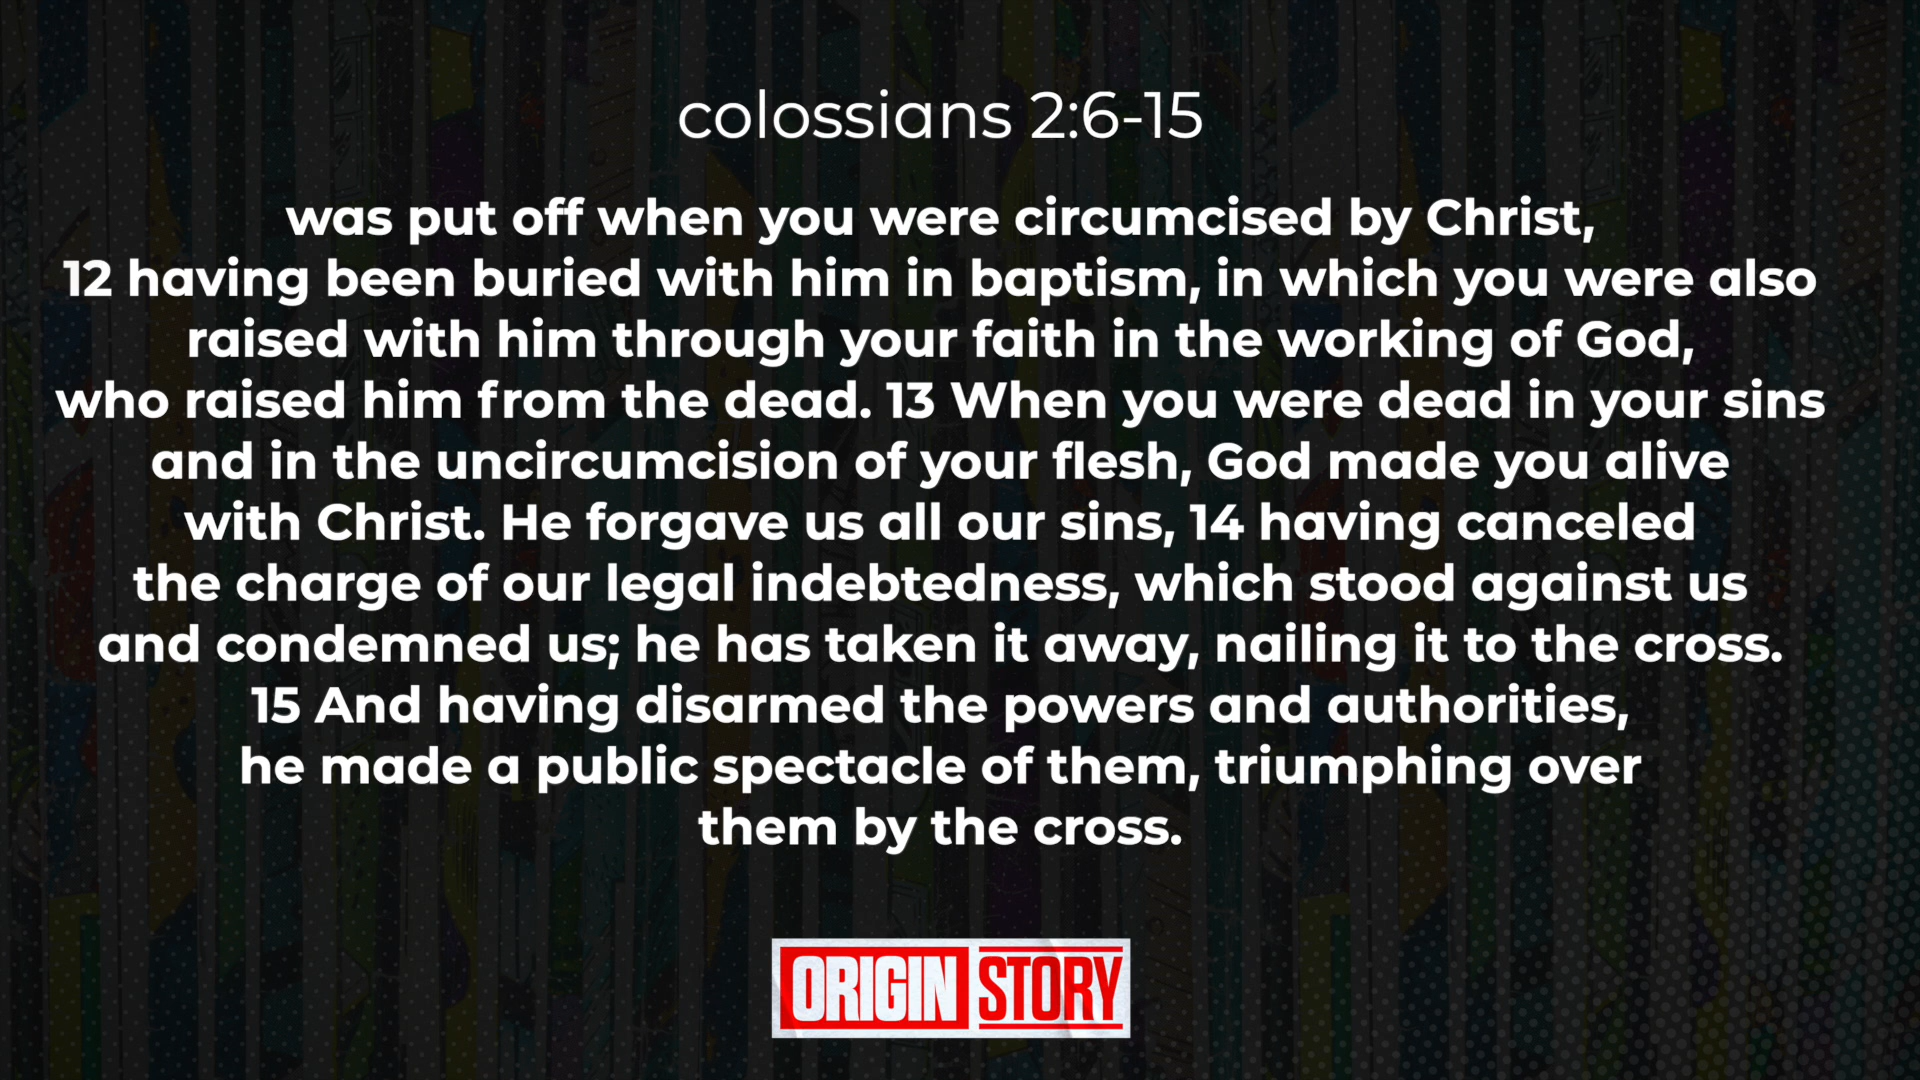 colossians 2:6-15
was put off when you were circumcised by Christ,
12 having been buried with him in baptism, in which you were also
raised with him through your faith in the working of God,
who raised him from the dead. 13 When you were dead in your sins
and in the uncircumcision of your flesh, God made you alive
with Christ. He forgave us all our sins, 14 having canceled
the charge of our legal indebtedness, which stood against us
and condemned us; he has taken it away, nailing it to the cross.
15 And having disarmed the powers and authorities,
he made a public spectacle of them, triumphing over
them by the cross.
ORIGIN STORY